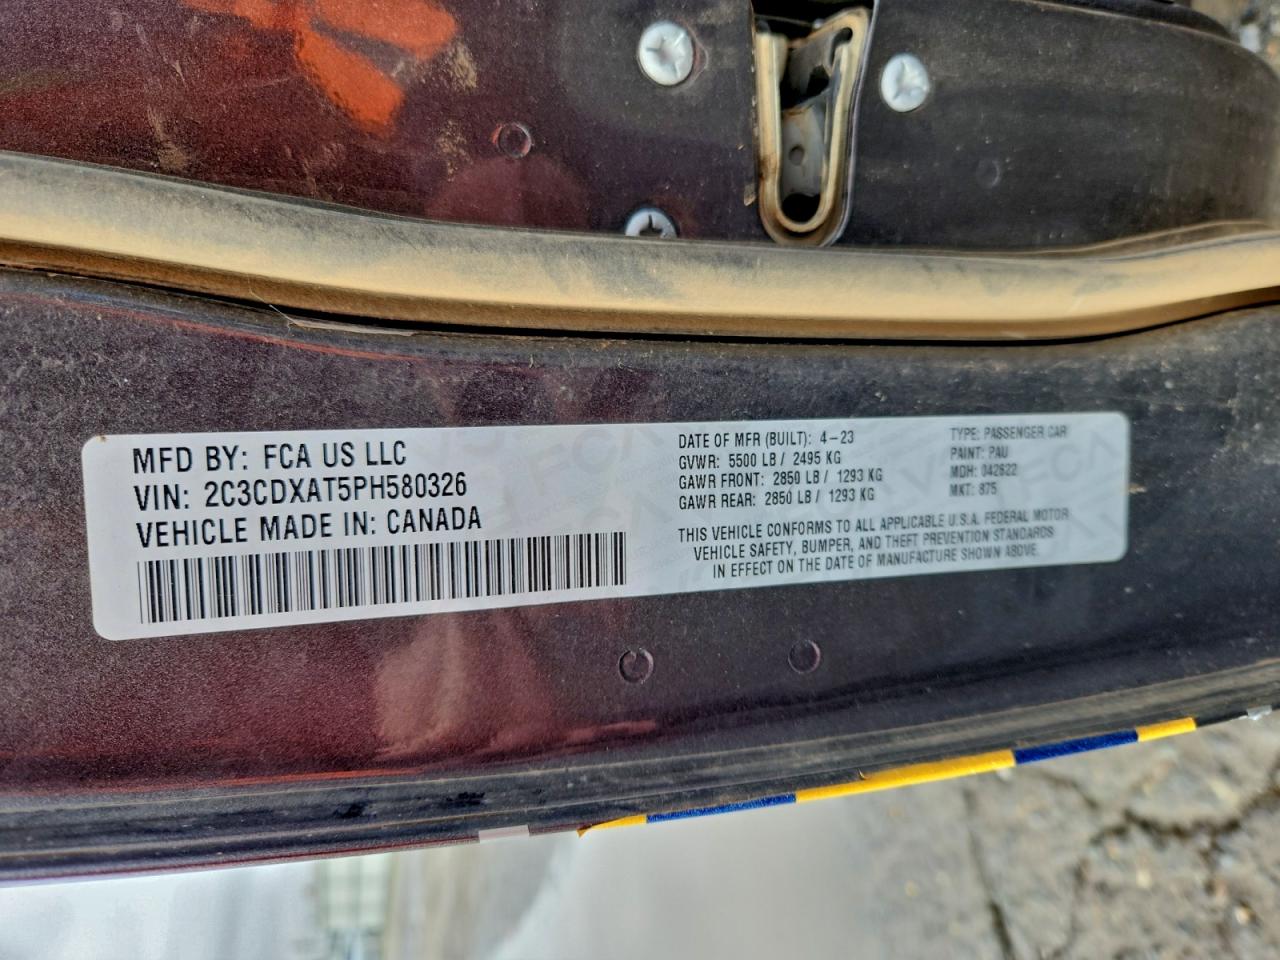 MFD BY: FCA US LLC
VIN: 2C3CDXAT5PH580326
VEHICLE MADE IN: CANADA
DATE OF MFR (BUILT): 4-23
GVWR: 5500 LB / 2495 KG
GAWR FRONT: 2850 LB / 1293 KG
GAWR REAR: 2850 LB / 1293 KG
TYPE: PASSENGER CAR
PAINT: PAU
MDH: 042622
MKT: 875
THIS VEHICLE CONFORMS TO ALL APPLICABLE U.S.A. FEDERAL MOTOR
VEHICLE SAFETY, BUMPER, AND THEFT PREVENTION STANDARDS
IN EFFECT ON THE DATE OF MANUFACTURE SHOWN ABOVE.